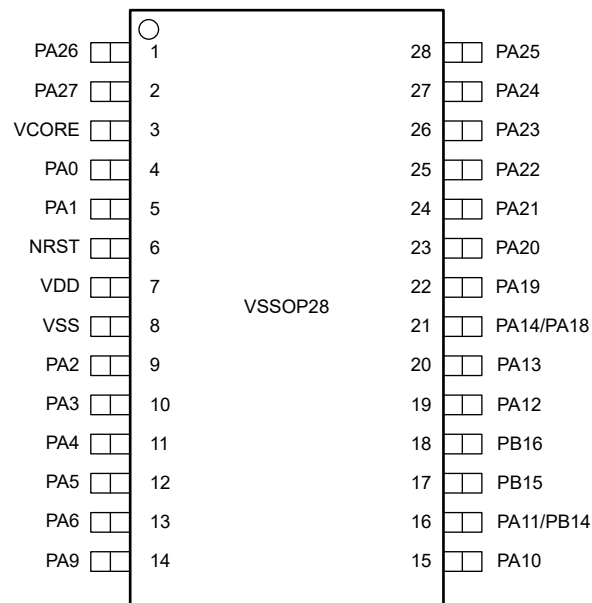 PA26 1 28 PA25
PA27 2 27 PA24
VCORE 3 26 PA23
PA0 4 25 PA22
PA1 5 24 PA21
NRST 6 23 PA20
VDD 7 22 PA19
VSSOP28
VSS 8 21 PA14/PA18
PA2 9 20 PA13
PA3 10 19 PA12
PA4 11 18 PB16
PA5 12 17 PB15
PA6 13 16 PA11/PB14
PA9 14 15 PA10